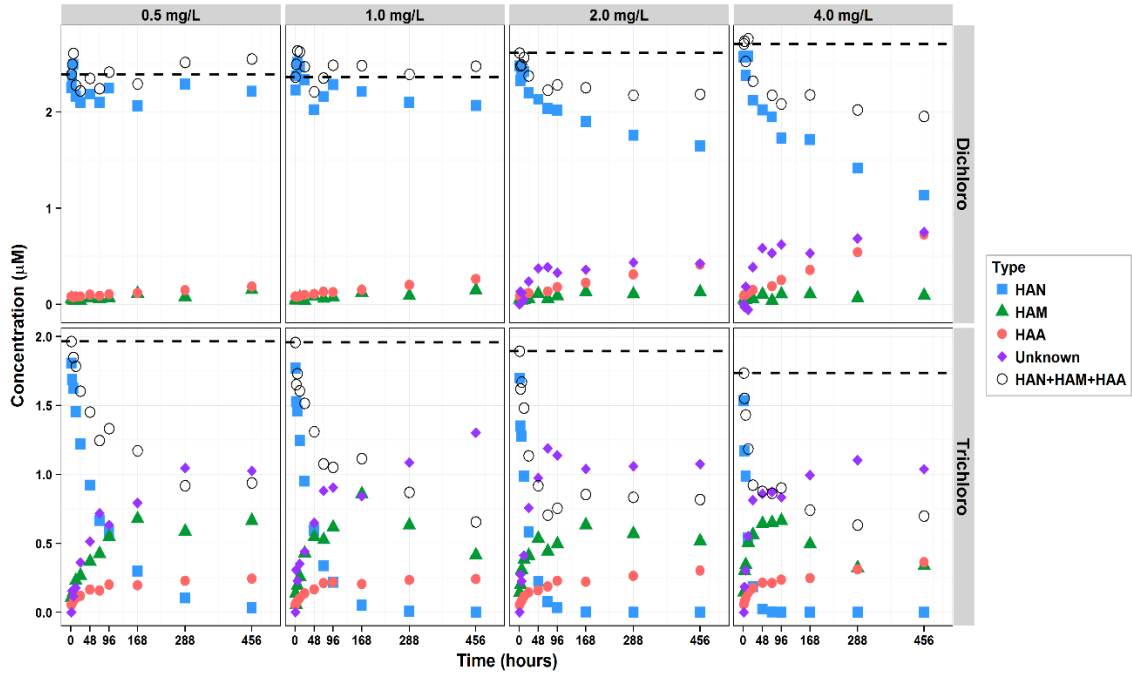 0.5 mg/L 1.0 mg/L 2.0 mg/L 4.0 mg/L
2
1
0
Dichloro
2.0
1.5
1.0
0.5
0.0
Trichloro
Concentration (μM)
0 48 96 168 288 456 0 48 96 168 288 456 0 48 96 168 288 456 0 48 96 168 288 456
Time (hours)
Type
HAN
HAM
HAA
Unknown
HAN+HAM+HAA